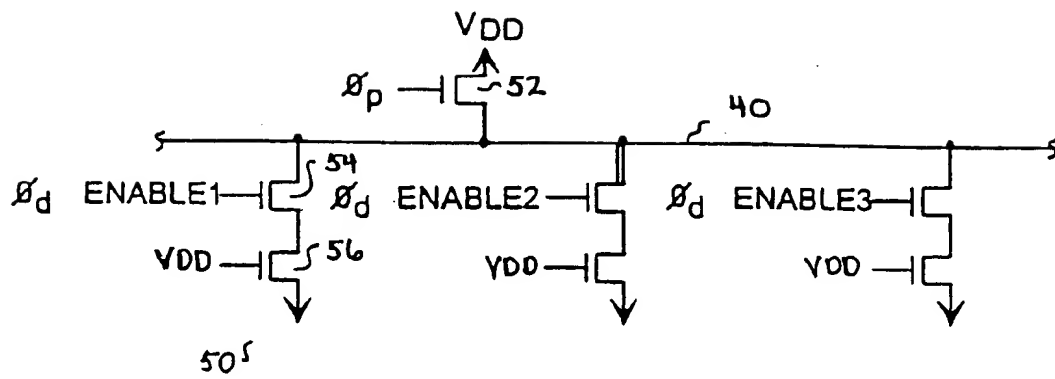 VDD
Øp 52
40
54
Ød ENABLE1 Ød ENABLE2 Ød ENABLE3
VDD 56 VDD VDD
50